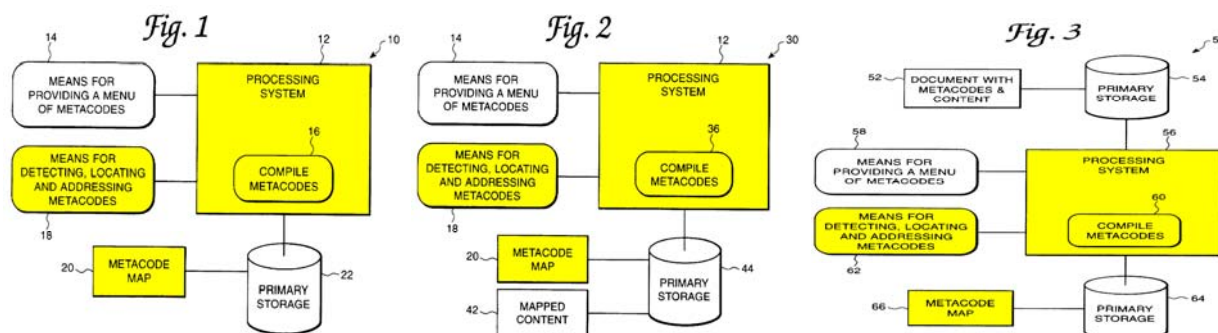 Fig. 1
14
12
10
MEANS FOR
PROVIDING A MENU
OF METACODES
PROCESSING
SYSTEM
16
COMPILE
METACODES
MEANS FOR
DETECTING, LOCATING
AND ADDRESSING
METACODES
18
20
METACODE
MAP
22
PRIMARY
STORAGE
Fig. 2
14
12
30
MEANS FOR
PROVIDING A MENU
OF METACODES
PROCESSING
SYSTEM
36
COMPILE
METACODES
MEANS FOR
DETECTING, LOCATING
AND ADDRESSING
METACODES
18
20
METACODE
MAP
44
PRIMARY
STORAGE
42
MAPPED
CONTENT
Fig. 3
52
DOCUMENT WITH
METACODES &
CONTENT
54
PRIMARY
STORAGE
58
56
MEANS FOR
PROVIDING A MENU
OF METACODES
PROCESSING
SYSTEM
60
COMPILE
METACODES
MEANS FOR
DETECTING, LOCATING
AND ADDRESSING
METACODES
62
66
METACODE
MAP
64
PRIMARY
STORAGE